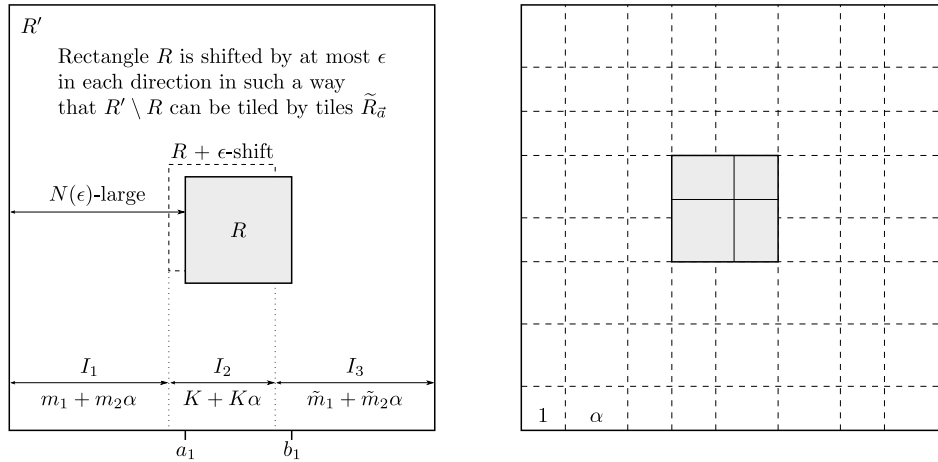 R′
Rectangle R is shifted by at most ϵ
in each direction in such a way
that R′ \ R can be tiled by tiles R̃_a⃗
R + ϵ-shift
N(ϵ)-large
R
I₁ I₂ I₃
m₁ + m₂α K + Kα m̃₁ + m̃₂α
a₁ b₁
1 α